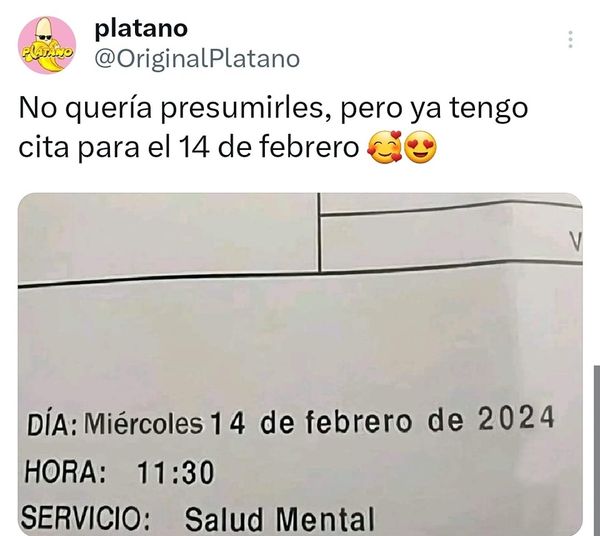 PLATANO
platano
@OriginalPlatano
No quería presumirles, pero ya tengo
cita para el 14 de febrero 🥰😍
V
DÍA: Miércoles 14 de febrero de 2024
HORA: 11:30
SERVICIO: Salud Mental